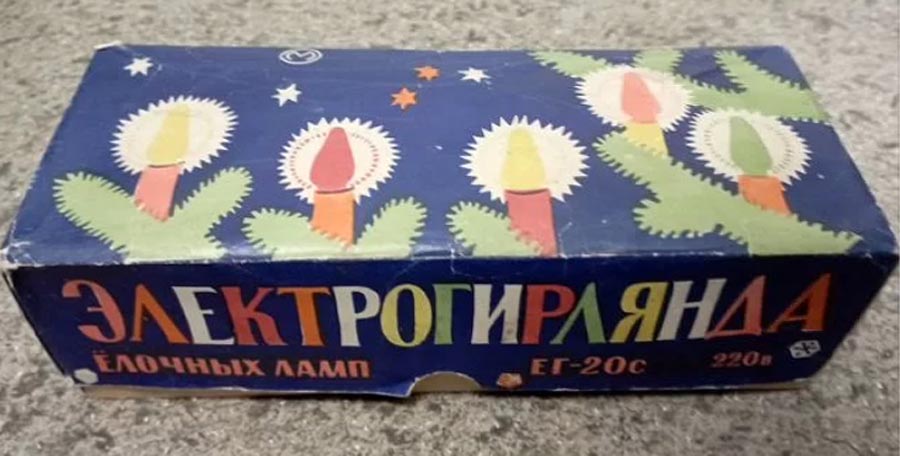 ЭЛЕКТРОГИРЛЯНДА
ЁЛОЧНЫХ ЛАМП ЕГ-20с 220в